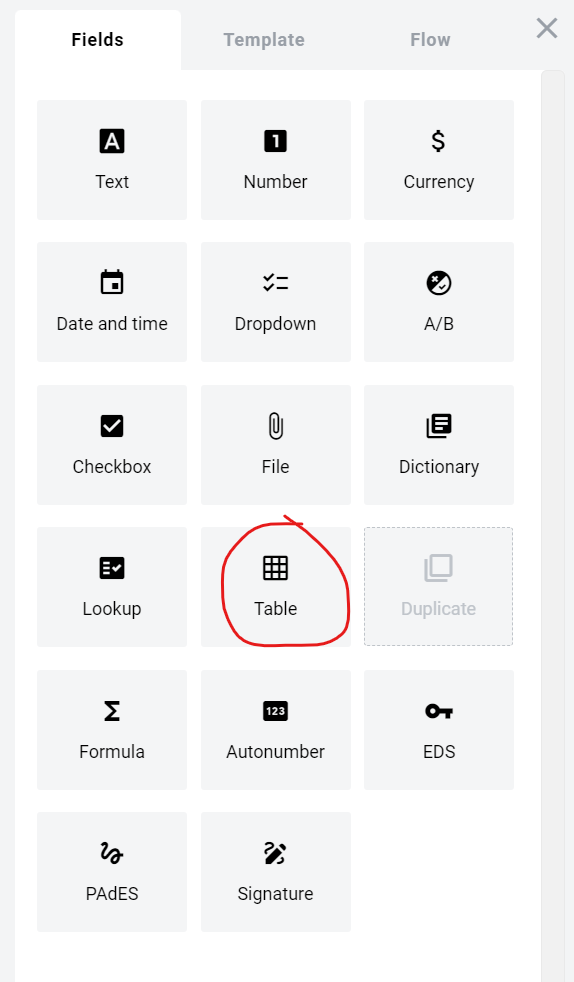 Fields Template Flow
Text Number Currency
Date and time Dropdown A/B
Checkbox File Dictionary
Lookup Table Duplicate
123
Formula Autonumber EDS
PAdES Signature